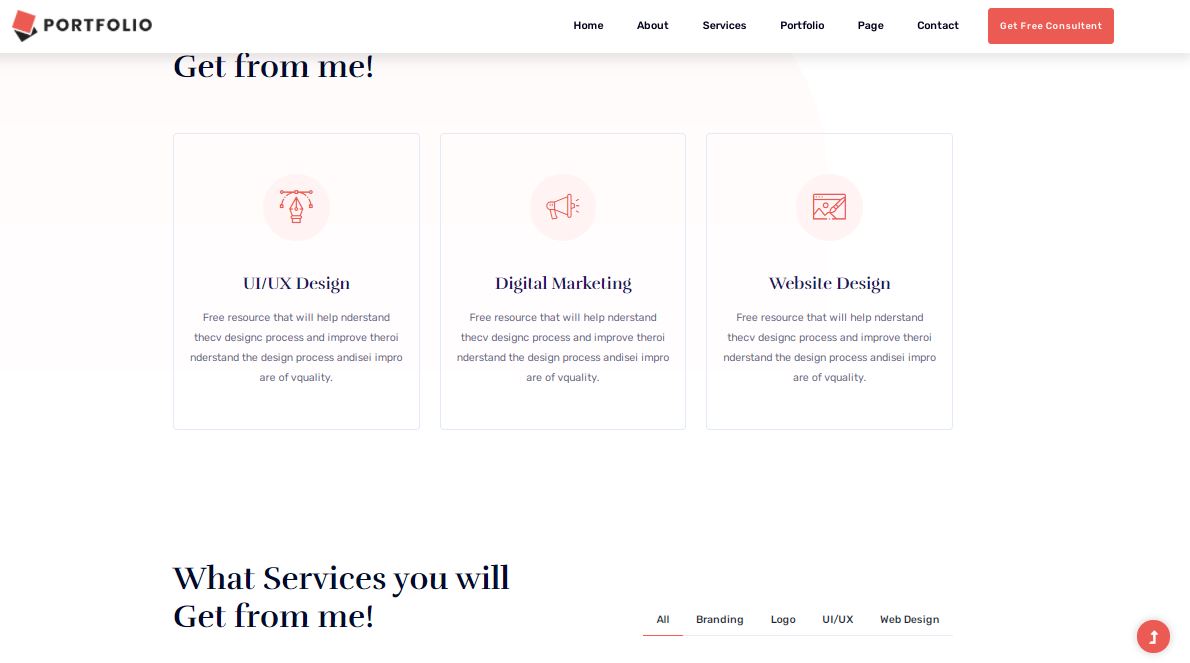 PORTFOLIO
Home About Services Portfolio Page Contact Get Free Consultent
Get from me!
UI/UX Design
Free resource that will help nderstand
thecv designc process and improve theroi
nderstand the design process andisei impro
are of vquality.
Digital Marketing
Free resource that will help nderstand
thecv designc process and improve theroi
nderstand the design process andisei impro
are of vquality.
Website Design
Free resource that will help nderstand
thecv designc process and improve theroi
nderstand the design process andisei impro
are of vquality.
What Services you will
Get from me!
All Branding Logo UI/UX Web Design